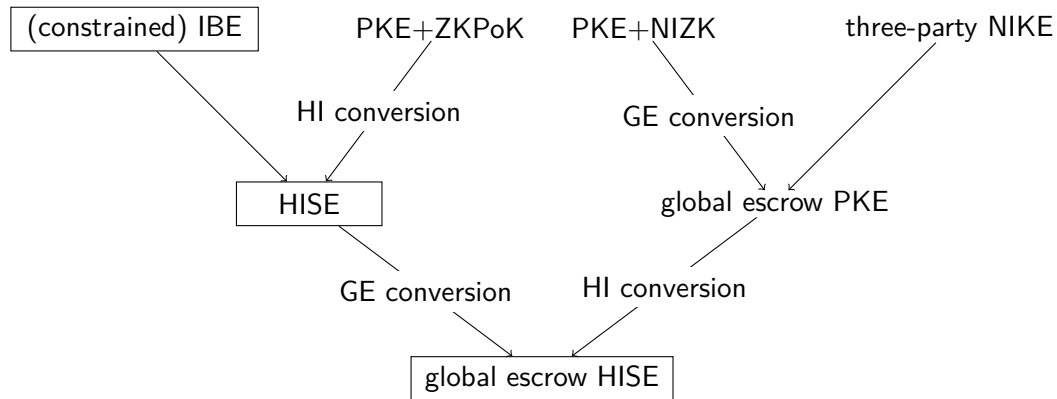 (constrained) IBE
PKE+ZKPoK
PKE+NIZK
three-party NIKE
HI conversion
GE conversion
HISE
global escrow PKE
GE conversion
HI conversion
global escrow HISE